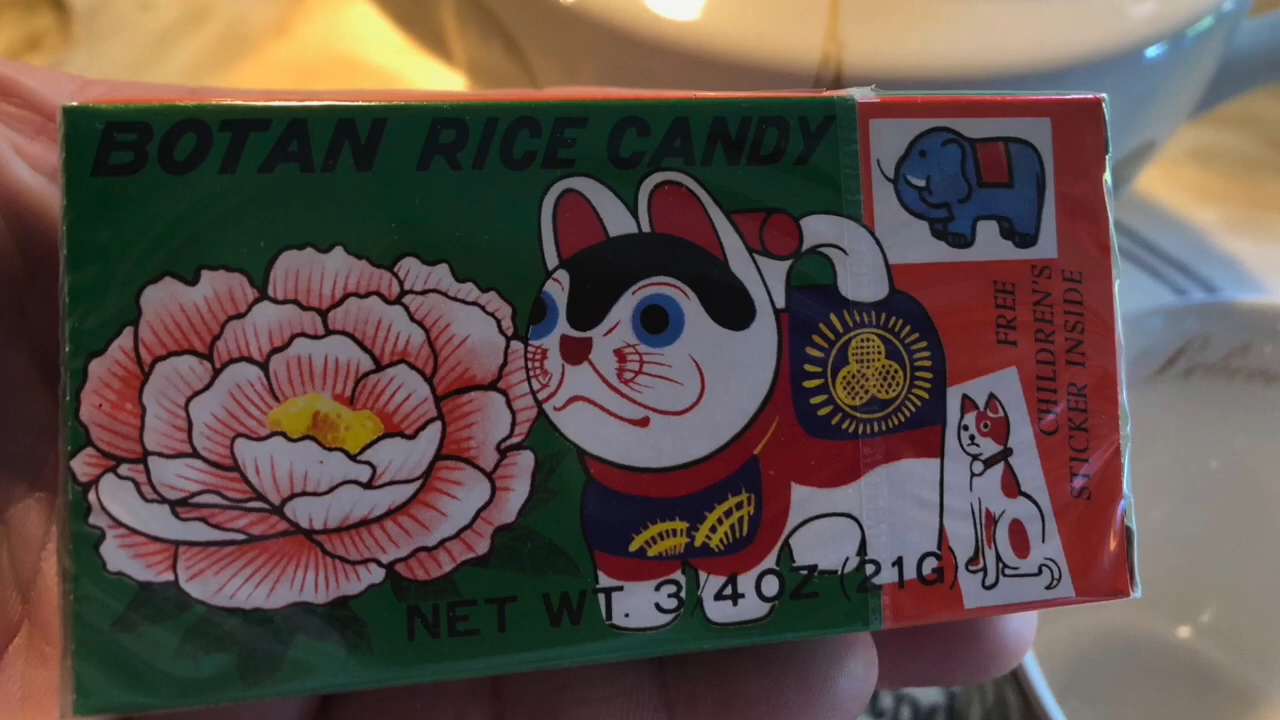 BOTAN RICE CANDY
FREE
CHILDREN'S
STICKER INSIDE
NET WT. 3/4OZ (21G)